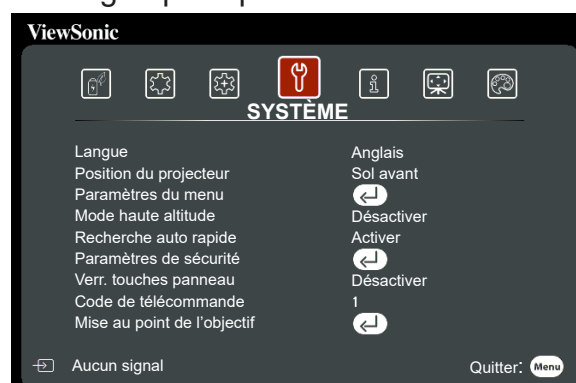 ViewSonic
SYSTÈME
Langue Anglais
Position du projecteur Sol avant
Paramètres du menu
Mode haute altitude Désactiver
Recherche auto rapide Activer
Paramètres de sécurité
Verr. touches panneau Désactiver
Code de télécommande 1
Mise au point de l'objectif
Aucun signal Quitter: Menu